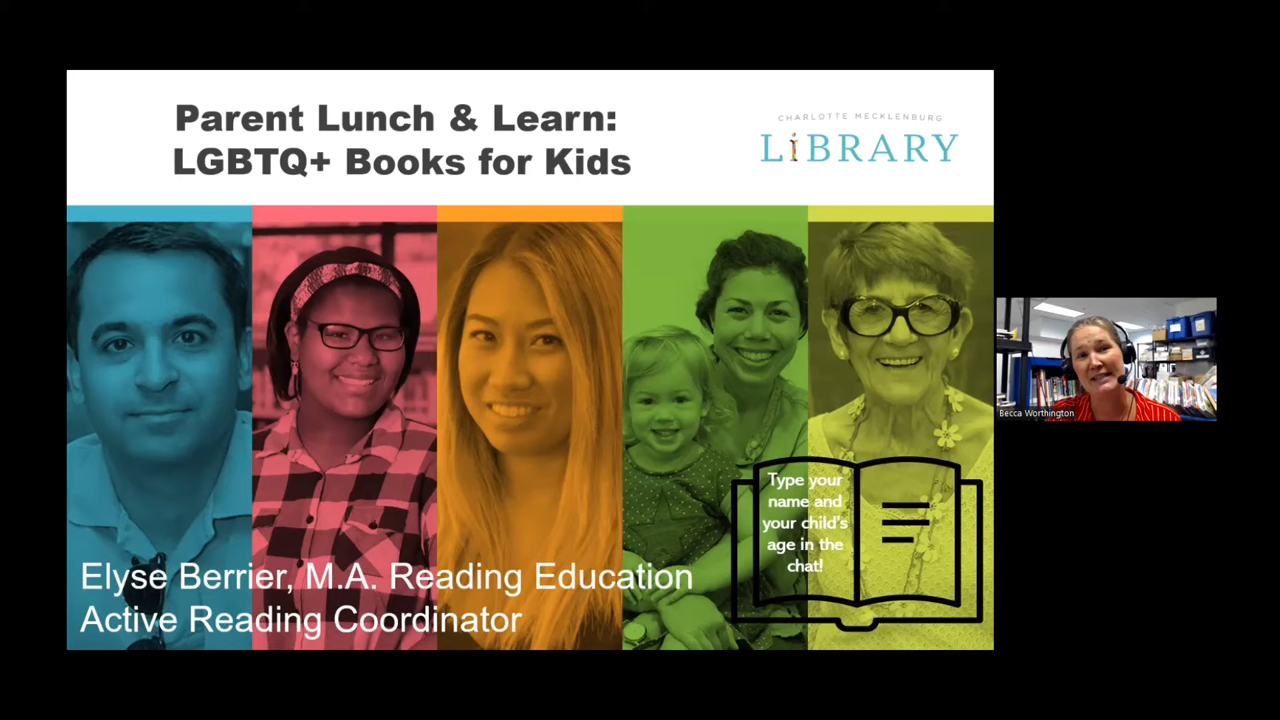 Parent Lunch & Learn:
LGBTQ+ Books for Kids
CHARLOTTE MECKLENBURG
LiBRARY
Type your
name and
your child's
age in the
chat!
Elyse Berrier, M.A. Reading Education
Active Reading Coordinator
Becca Worthington